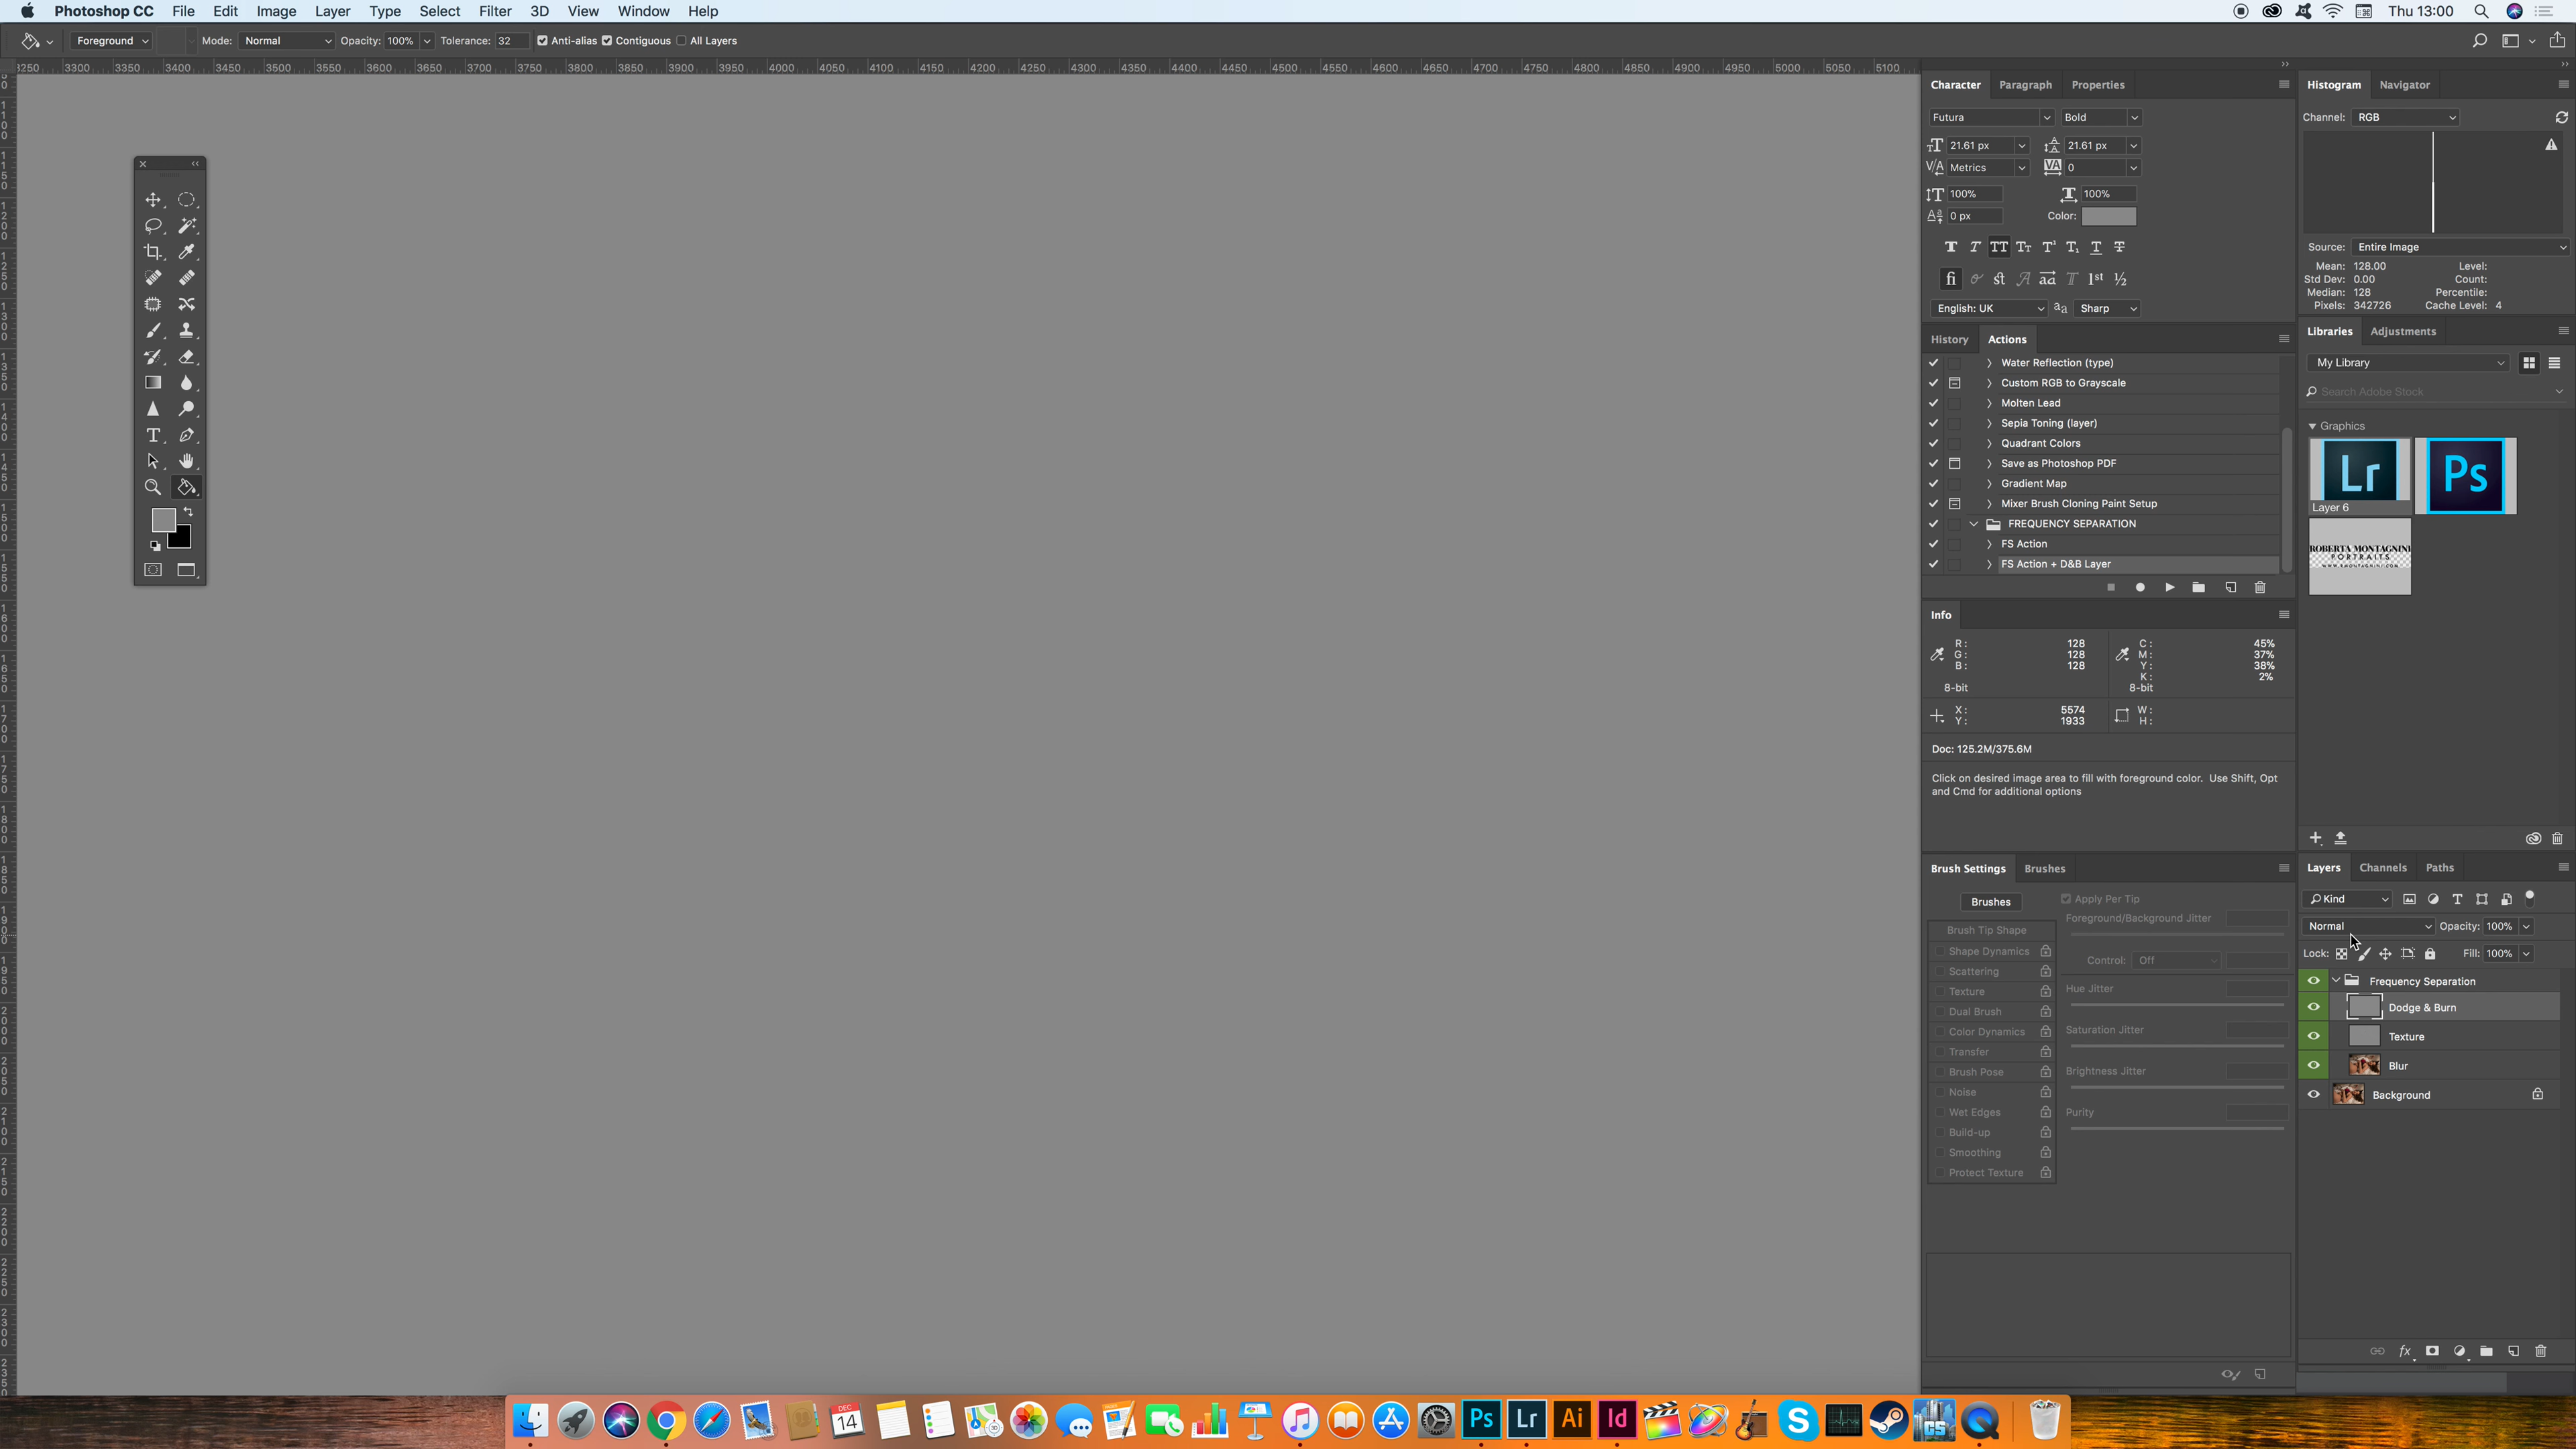 Photoshop CC File Edit Image Layer Type Select Filter 3D View Window Help Thu 13:00
Foreground Mode: Normal Opacity: 100% Tolerance: 32 Anti-alias Contiguous All Layers
3250 3300 3350 3400 3450 3500 3550 3600 3650 3700 3750 3800 3850 3900 3950 4000 4050 4100 4150 4200 4250 4300 4350 4400 4450 4500 4550 4600 4650 4700 4750 4800 4850 4900 4950 5000 5050 5100
Character Paragraph Properties
Futura Bold
21.61 px 21.61 px
Metrics 0
100% 100%
0 px Color:
English: UK Sharp
History Actions
Water Reflection (type)
Custom RGB to Grayscale
Molten Lead
Sepia Toning (layer)
Quadrant Colors
Save as Photoshop PDF
Gradient Map
Mixer Brush Cloning Paint Setup
FREQUENCY SEPARATION
FS Action
FS Action + D&B Layer
Info
R: 128 C: 45%
G: 128 M: 37%
B: 128 Y: 38%
K: 2%
8-bit 8-bit
X: 5574 W:
Y: 1933 H:
Doc: 125.2M/375.6M
Click on desired image area to fill with foreground color. Use Shift, Opt
and Cmd for additional options
Brush Settings Brushes
Brushes Apply Per Tip
Foreground/Background Jitter
Brush Tip Shape
Shape Dynamics
Control: Off
Scattering
Texture Hue Jitter
Dual Brush
Color Dynamics Saturation Jitter
Transfer
Brush Pose Brightness Jitter
Noise
Wet Edges Purity
Build-up
Smoothing
Protect Texture
Histogram Navigator
Channel: RGB
Source: Entire Image
Mean: 128.00 Level:
Std Dev: 0.00 Count:
Median: 128 Percentile:
Pixels: 342726 Cache Level: 4
Libraries Adjustments
My Library
Search Adobe Stock
Graphics
Lr Ps
Layer 6
ROBERTA MONTAGNINI
PORTRAITS
Layers Channels Paths
Kind
Normal Opacity: 100%
Lock: Fill: 100%
Frequency Separation
Dodge & Burn
Texture
Blur
Background
fx
DEC
14
Ps Lr Ai Id CS